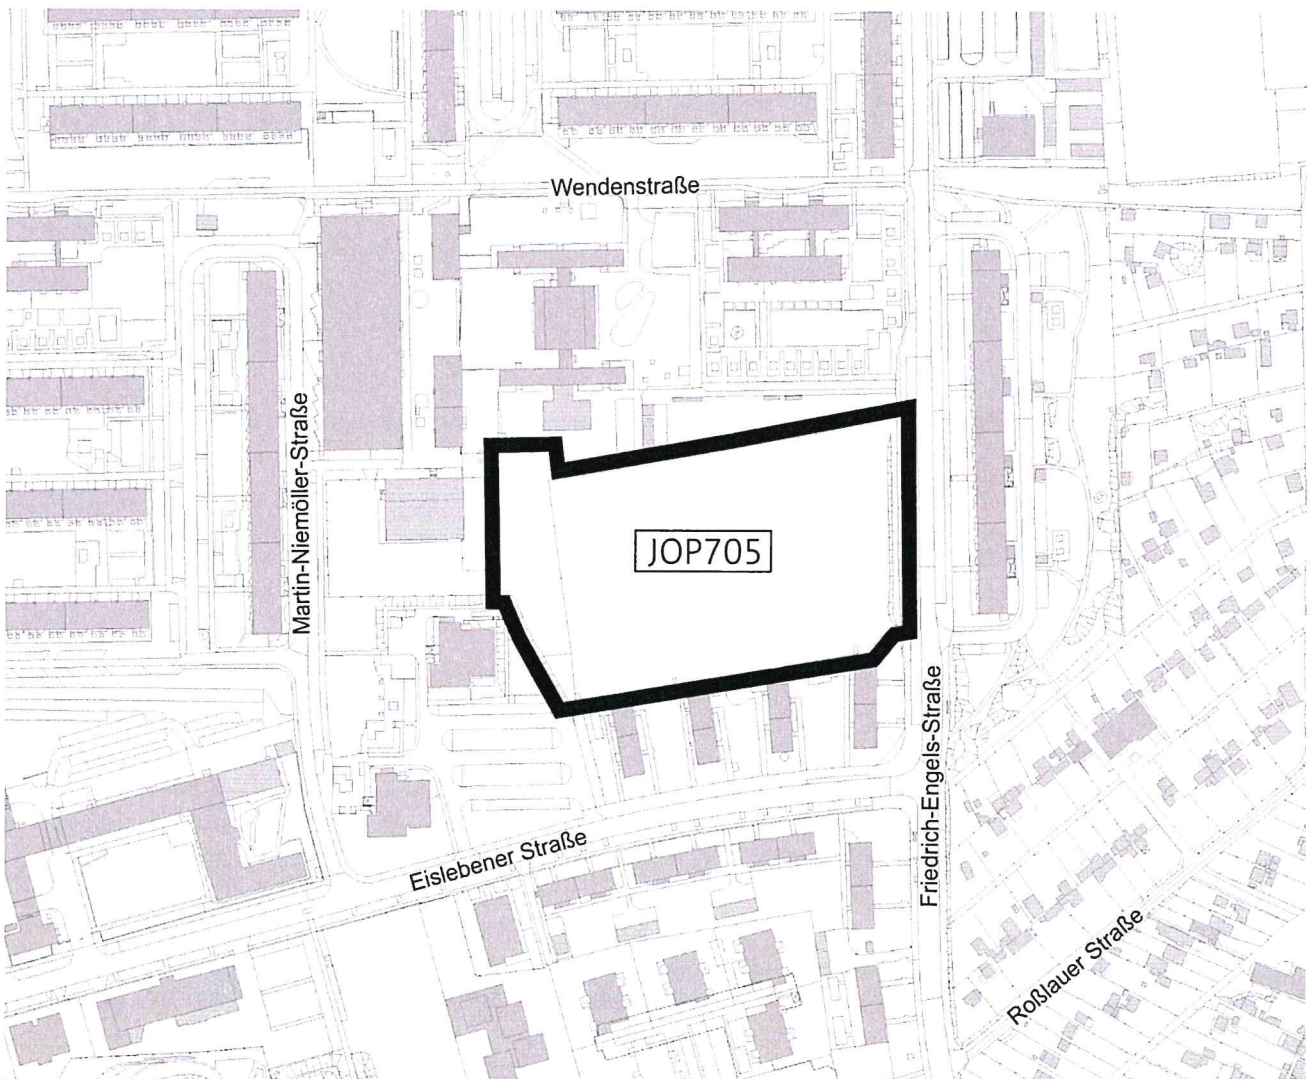 Wendenstraße
Martin-Niemöller-Straße
JOP705
Friedrich-Engels-Straße
Eislebener Straße
Roßlauer Straße